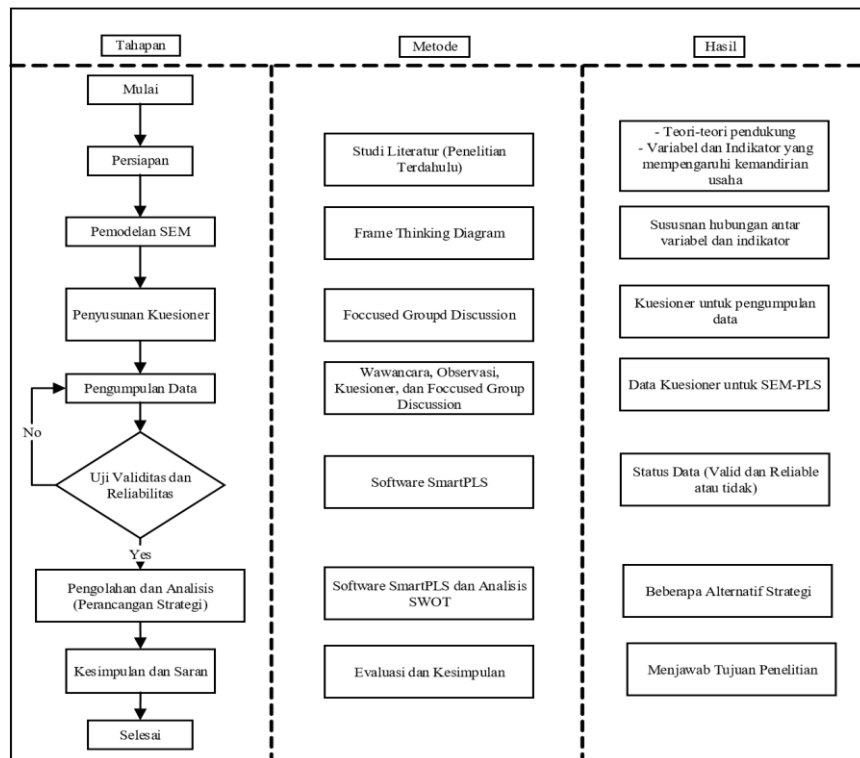 Tahapan
Metode
Hasil
Mulai
Persiapan
Studi Literatur (Penelitian
Terdahulu)
- Teori-teori pendukung
- Variabel dan Indikator yang
mempengaruhi kemandirian
usaha
Pemodelan SEM
Frame Thinking Diagram
Sususnan hubungan antar
variabel dan indikator
Penyusunan Kuesioner
Foccused Groupd Discussion
Kuesioner untuk pengumpulan
data
Pengumpulan Data
Wawancara, Observasi,
Kuesioner, dan Foccused Group
Discussion
Data Kuesioner untuk SEM-PLS
No
Uji Validitas dan
Reliabilitas
Software SmartPLS
Status Data (Valid dan Reliable
atau tidak)
Yes
Pengolahan dan Analisis
(Perancangan Strategi)
Software SmartPLS dan Analisis
SWOT
Beberapa Alternatif Strategi
Kesimpulan dan Saran
Evaluasi dan Kesimpulan
Menjawab Tujuan Penelitian
Selesai